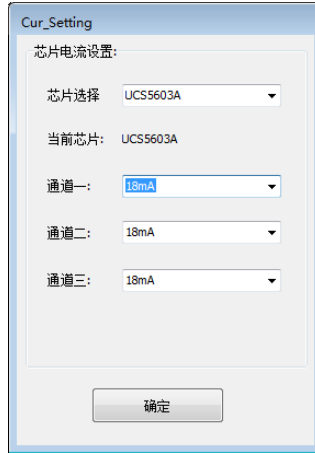 Cur_Setting
芯片电流设置:
芯片选择 UCS5603A
当前芯片: UCS5603A
通道一: 18mA
通道二: 18mA
通道三: 18mA
确定